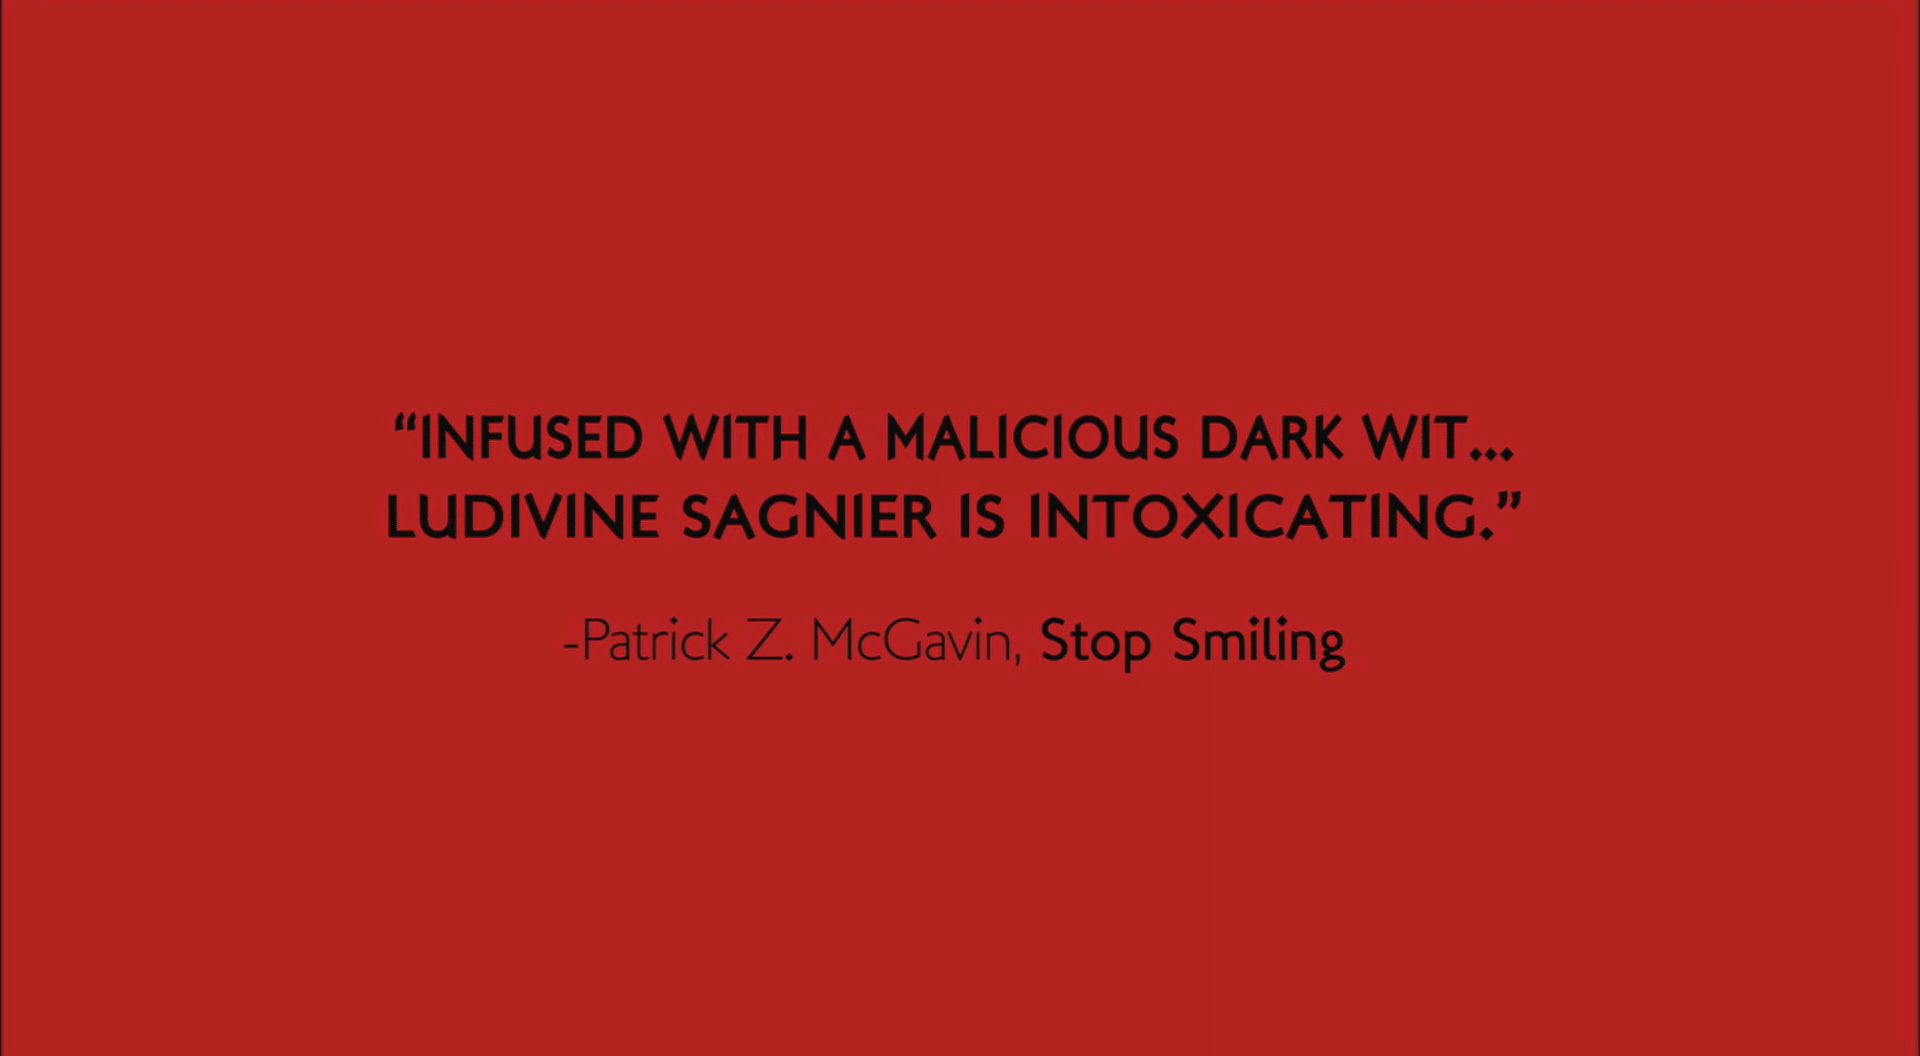 “INFUSED WITH A MALICIOUS DARK WIT...
LUDIVINE SAGNIER IS INTOXICATING.”
-Patrick Z. McGavin, Stop Smiling